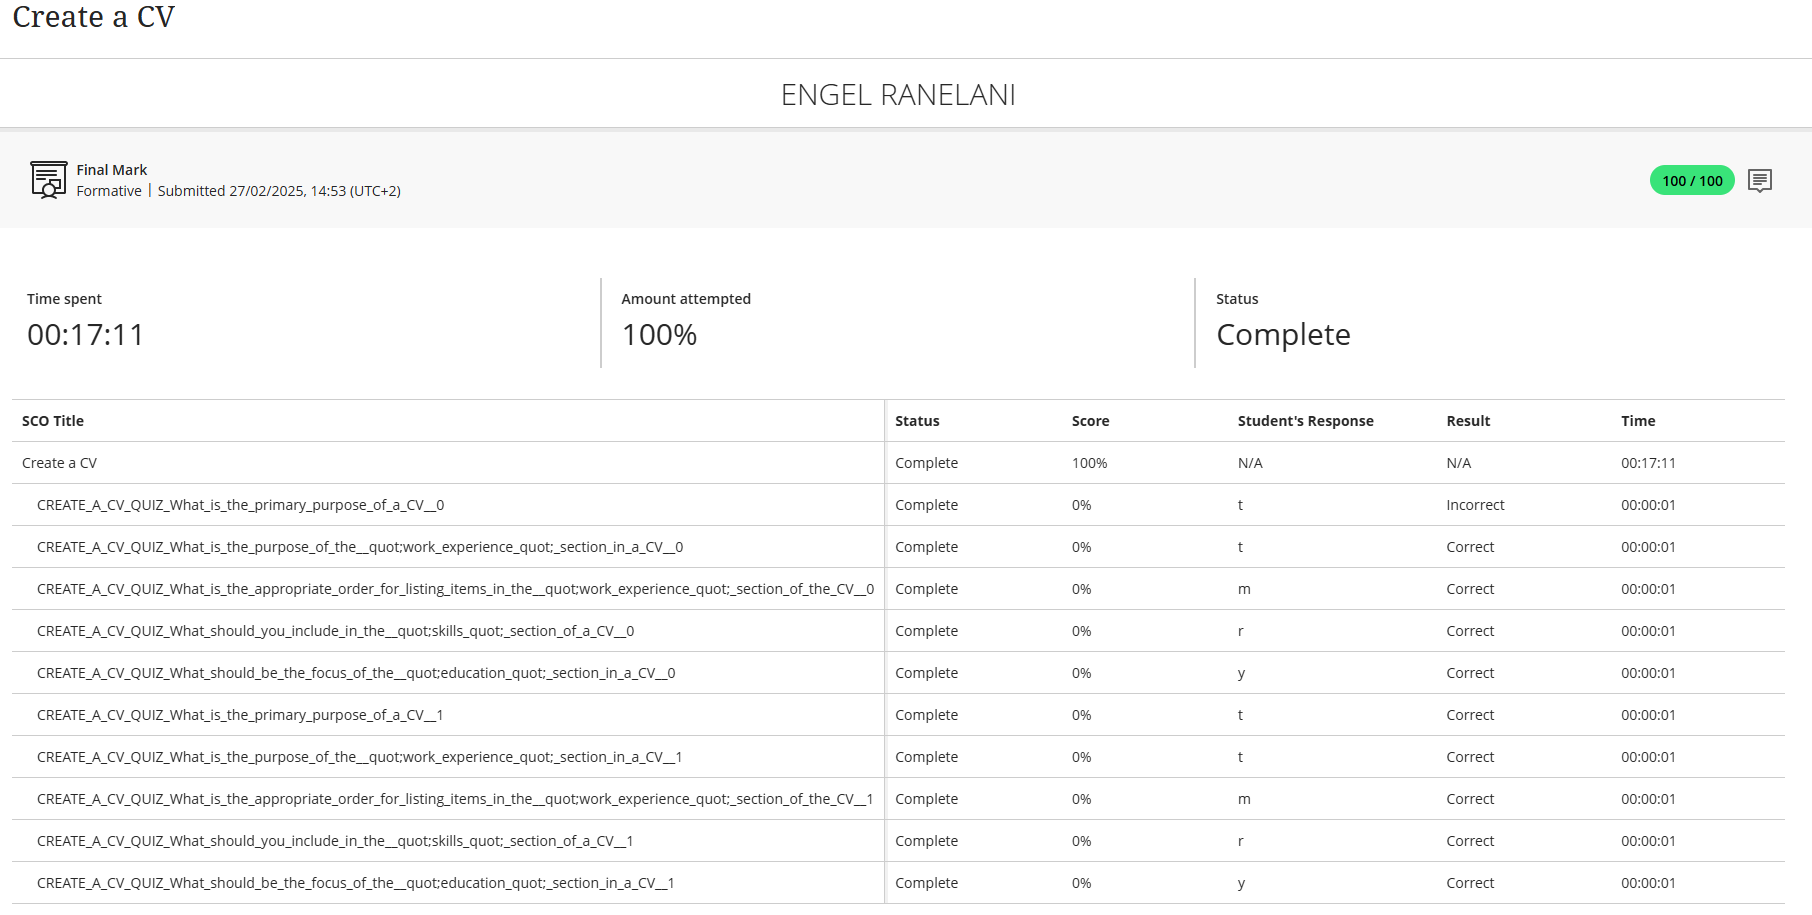 Create a CV
ENGEL RANELANI
Final Mark
Formative | Submitted 27/02/2025, 14:53 (UTC+2)
100 / 100
Time spent
00:17:11
Amount attempted
100%
Status
Complete
SCO Title Status Score Student's Response Result Time
Create a CV Complete 100% N/A N/A 00:17:11
CREATE_A_CV_QUIZ_What_is_the_primary_purpose_of_a_CV__0 Complete 0% t Incorrect 00:00:01
CREATE_A_CV_QUIZ_What_is_the_purpose_of_the__quot;work_experience_quot;_section_in_a_CV__0 Complete 0% t Correct 00:00:01
CREATE_A_CV_QUIZ_What_is_the_appropriate_order_for_listing_items_in_the__quot;work_experience_quot;_section_of_the_CV__0 Complete 0% m Correct 00:00:01
CREATE_A_CV_QUIZ_What_should_you_include_in_the__quot;skills_quot;_section_of_a_CV__0 Complete 0% r Correct 00:00:01
CREATE_A_CV_QUIZ_What_should_be_the_focus_of_the__quot;education_quot;_section_in_a_CV__0 Complete 0% y Correct 00:00:01
CREATE_A_CV_QUIZ_What_is_the_primary_purpose_of_a_CV__1 Complete 0% t Correct 00:00:01
CREATE_A_CV_QUIZ_What_is_the_purpose_of_the__quot;work_experience_quot;_section_in_a_CV__1 Complete 0% t Correct 00:00:01
CREATE_A_CV_QUIZ_What_is_the_appropriate_order_for_listing_items_in_the__quot;work_experience_quot;_section_of_the_CV__1 Complete 0% m Correct 00:00:01
CREATE_A_CV_QUIZ_What_should_you_include_in_the__quot;skills_quot;_section_of_a_CV__1 Complete 0% r Correct 00:00:01
CREATE_A_CV_QUIZ_What_should_be_the_focus_of_the__quot;education_quot;_section_in_a_CV__1 Complete 0% y Correct 00:00:01